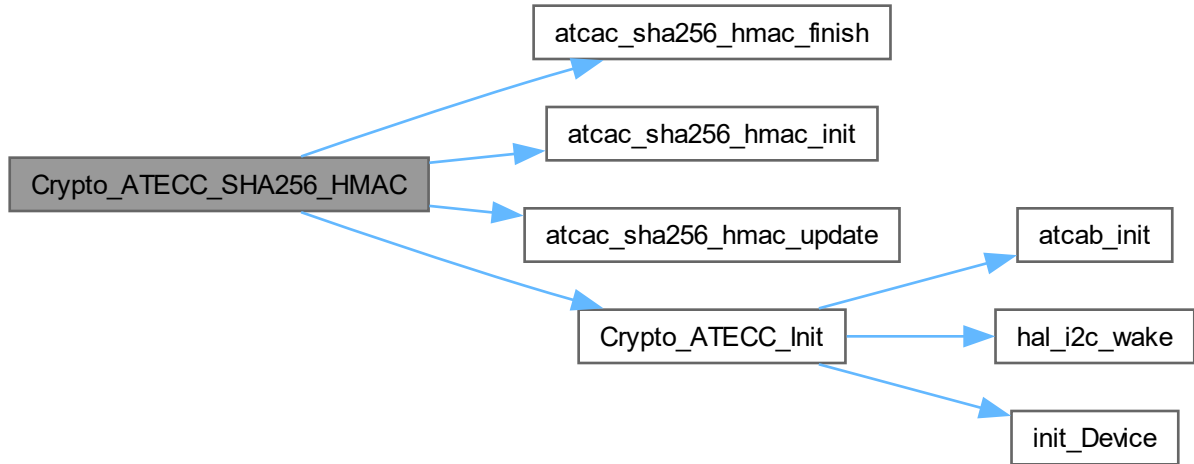 atcac_sha256_hmac_finish
atcac_sha256_hmac_init
Crypto_ATECC_SHA256_HMAC
atcac_sha256_hmac_update
atcab_init
Crypto_ATECC_Init
hal_i2c_wake
init_Device